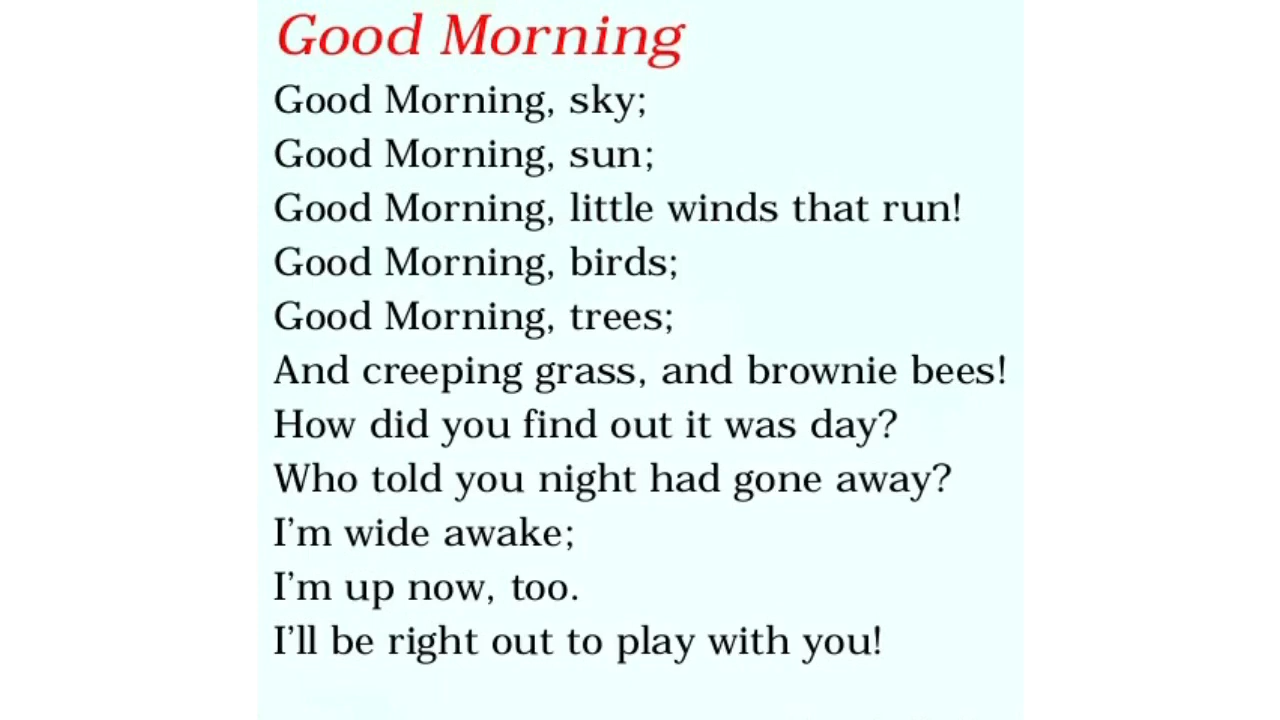 Good Morning
Good Morning, sky;
Good Morning, sun;
Good Morning, little winds that run!
Good Morning, birds;
Good Morning, trees;
And creeping grass, and brownie bees!
How did you find out it was day?
Who told you night had gone away?
I’m wide awake;
I’m up now, too.
I’ll be right out to play with you!